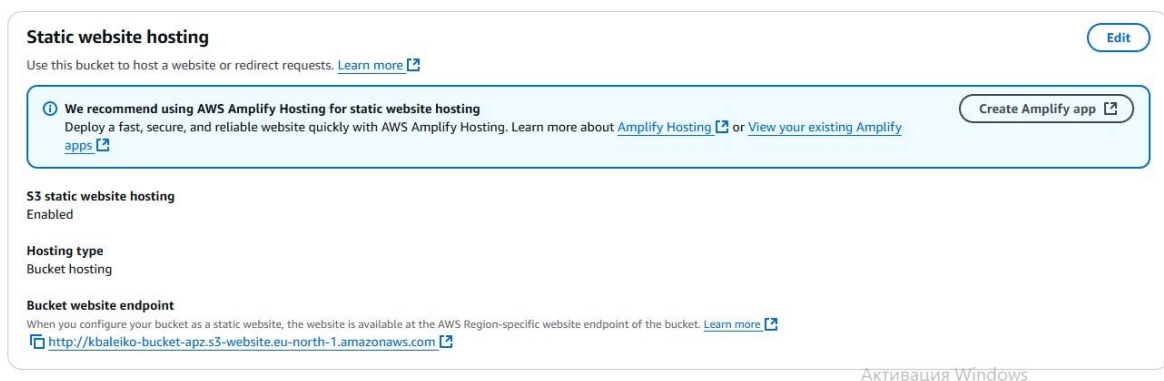 Static website hosting
Edit
Use this bucket to host a website or redirect requests. Learn more
We recommend using AWS Amplify Hosting for static website hosting
Create Amplify app
Deploy a fast, secure, and reliable website quickly with AWS Amplify Hosting. Learn more about Amplify Hosting or View your existing Amplify
apps
S3 static website hosting
Enabled
Hosting type
Bucket hosting
Bucket website endpoint
When you configure your bucket as a static website, the website is available at the AWS Region-specific website endpoint of the bucket. Learn more
http://kbaleiko-bucket-apz.s3-website.eu-north-1.amazonaws.com
Активация Windows